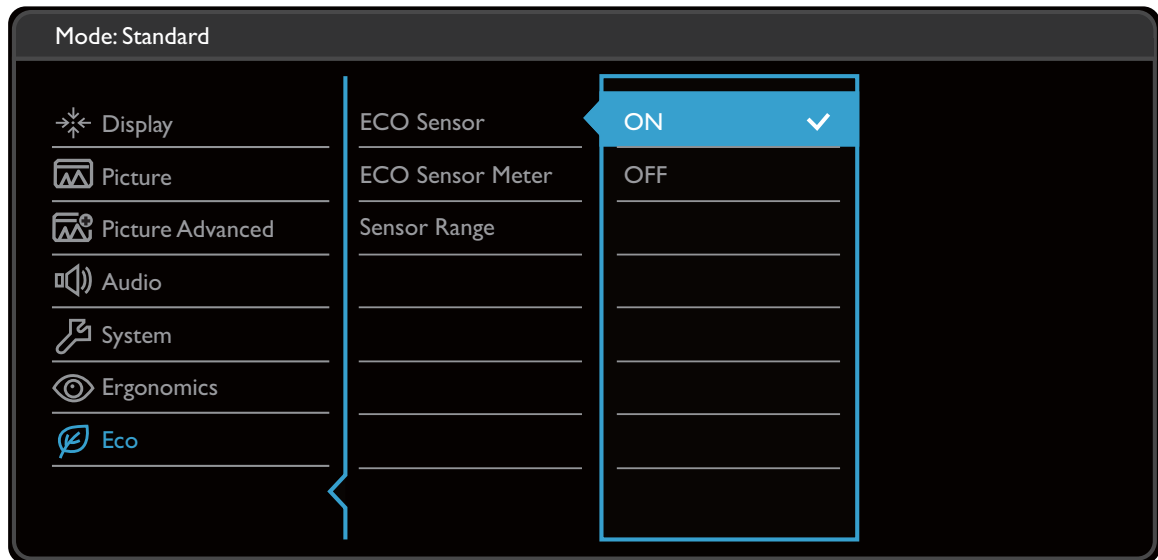 Mode: Standard
Display
Picture
Picture Advanced
Audio
System
Ergonomics
Eco
ECO Sensor
ECO Sensor Meter
Sensor Range
ON
OFF